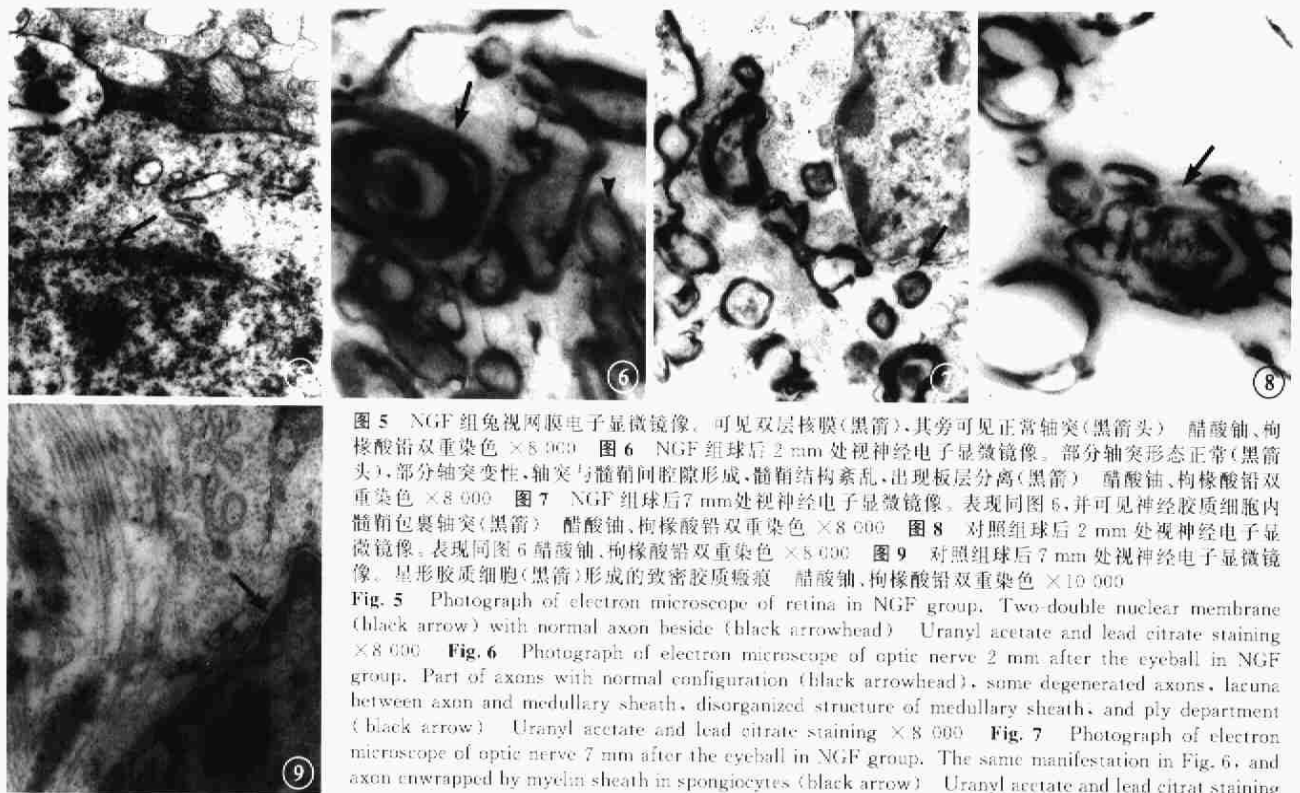 ⑥
⑦
⑧
⑨
图 5 NGF 组兔视网膜电子显微镜像。可见双层核膜(黑箭),其旁可见正常轴突(黑箭头) 醋酸铀、枸
橼酸铅双重染色 ×8 000 图 6 NGF 组球后 2 mm 处视神经电子显微镜像。部分轴突形态正常(黑箭
头),部分轴突变性,轴突与髓鞘间腔隙形成、髓鞘结构紊乱,出现板层分离(黑箭) 醋酸铀、枸橼酸铅双
重染色 ×8 000 图 7 NGF 组球后7 mm处视神经电子显微镜像。表现同图 6,并可见神经胶质细胞内
髓鞘包裹轴突(黑箭) 醋酸铀、枸橼酸铅双重染色 ×8 000 图 8 对照组球后 2 mm 处视神经电子显
微镜像。表现同图 6 醋酸铀、枸橼酸铅双重染色 ×8 000 图 9 对照组球后 7 mm 处视神经电子显微镜
像。星形胶质细胞(黑箭)形成的致密胶质瘢痕 醋酸铀、枸橼酸铅双重染色 ×10 000
Fig. 5 Photograph of electron microscope of retina in NGF group. Two-double nuclear membrane
(black arrow) with normal axon beside (black arrowhead) Uranyl acetate and lead citrate staining
×8 000 Fig. 6 Photograph of electron microscope of optic nerve 2 mm after the eyeball in NGF
group. Part of axons with normal configuration (black arrowhead), some degenerated axons, lacuna
between axon and medullary sheath, disorganized structure of medullary sheath, and ply department
(black arrow) Uranyl acetate and lead citrate staining ×8 000 Fig. 7 Photograph of electron
microscope of optic nerve 7 mm after the eyeball in NGF group. The same manifestation in Fig. 6, and
axon enwrapped by myelin sheath in spongiocytes (black arrow) Uranyl acetate and lead citrat staining